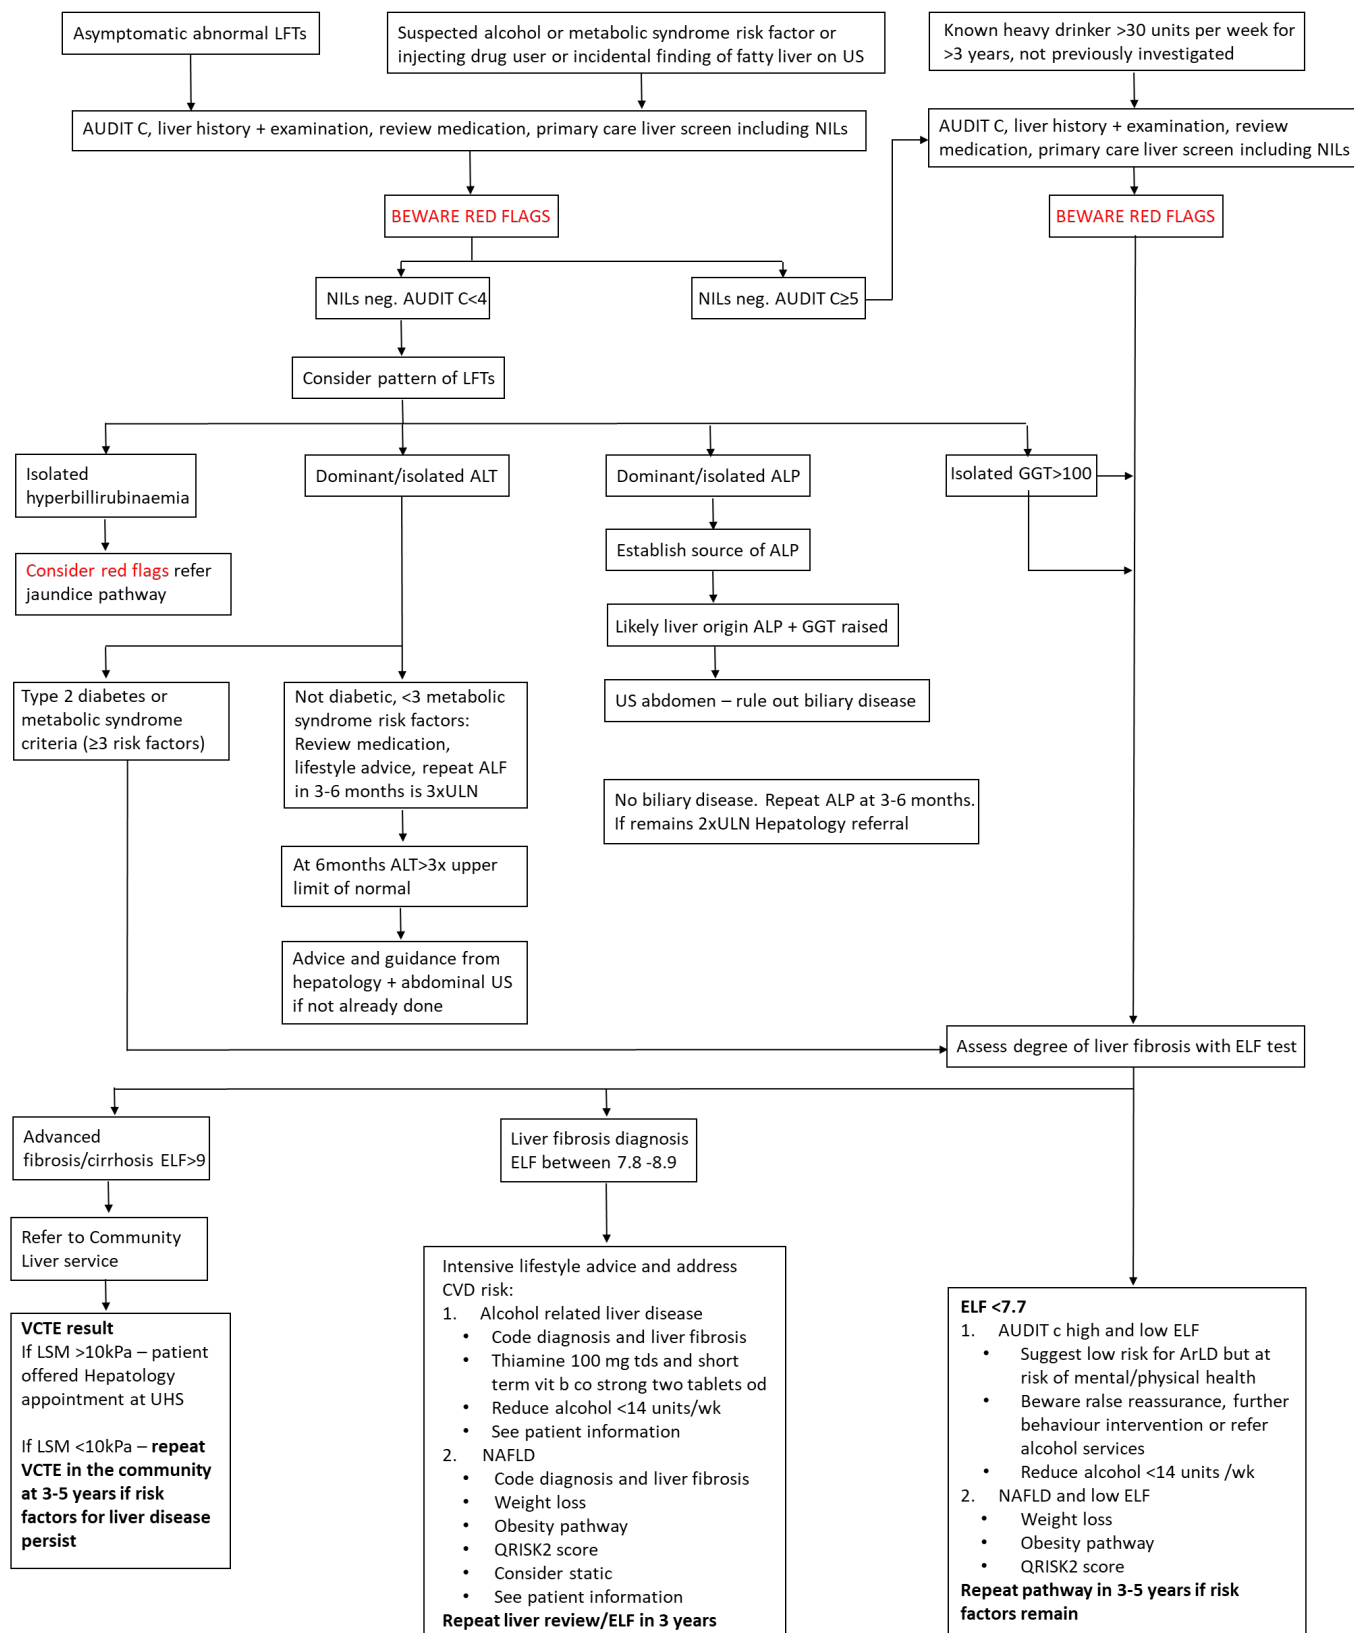 Asymptomatic abnormal LFTs
Suspected alcohol or metabolic syndrome risk factor or
injecting drug user or incidental finding of fatty liver on US
Known heavy drinker >30 units per week for
>3 years, not previously investigated
AUDIT C, liver history + examination, review medication, primary care liver screen including NILs
AUDIT C, liver history + examination, review
medication, primary care liver screen including NILs
BEWARE RED FLAGS
BEWARE RED FLAGS
NILs neg. AUDIT C<4
NILs neg. AUDIT C≥5
Consider pattern of LFTs
Isolated
hyperbillirubinaemia
Dominant/isolated ALT
Dominant/isolated ALP
Isolated GGT>100
Consider red flags refer
jaundice pathway
Establish source of ALP
Likely liver origin ALP + GGT raised
US abdomen – rule out biliary disease
Type 2 diabetes or
metabolic syndrome
criteria (≥3 risk factors)
Not diabetic, <3 metabolic
syndrome risk factors:
Review medication,
lifestyle advice, repeat ALF
in 3-6 months is 3xULN
No biliary disease. Repeat ALP at 3-6 months.
If remains 2xULN Hepatology referral
At 6months ALT>3x upper
limit of normal
Advice and guidance from
hepatology + abdominal US
if not already done
Assess degree of liver fibrosis with ELF test
Advanced
fibrosis/cirrhosis ELF>9
Liver fibrosis diagnosis
ELF between 7.8 -8.9
Refer to Community
Liver service
VCTE result
If LSM >10kPa – patient
offered Hepatology
appointment at UHS
If LSM <10kPa – repeat
VCTE in the community
at 3-5 years if risk
factors for liver disease
persist
Intensive lifestyle advice and address
CVD risk:
1. Alcohol related liver disease
• Code diagnosis and liver fibrosis
• Thiamine 100 mg tds and short
term vit b co strong two tablets od
• Reduce alcohol <14 units/wk
• See patient information
2. NAFLD
• Code diagnosis and liver fibrosis
• Weight loss
• Obesity pathway
• QRISK2 score
• Consider static
• See patient information
Repeat liver review/ELF in 3 years
ELF <7.7
1. AUDIT c high and low ELF
• Suggest low risk for ArLD but at
risk of mental/physical health
• Beware ralse reassurance, further
behaviour intervention or refer
alcohol services
• Reduce alcohol <14 units /wk
2. NAFLD and low ELF
• Weight loss
• Obesity pathway
• QRISK2 score
Repeat pathway in 3-5 years if risk
factors remain